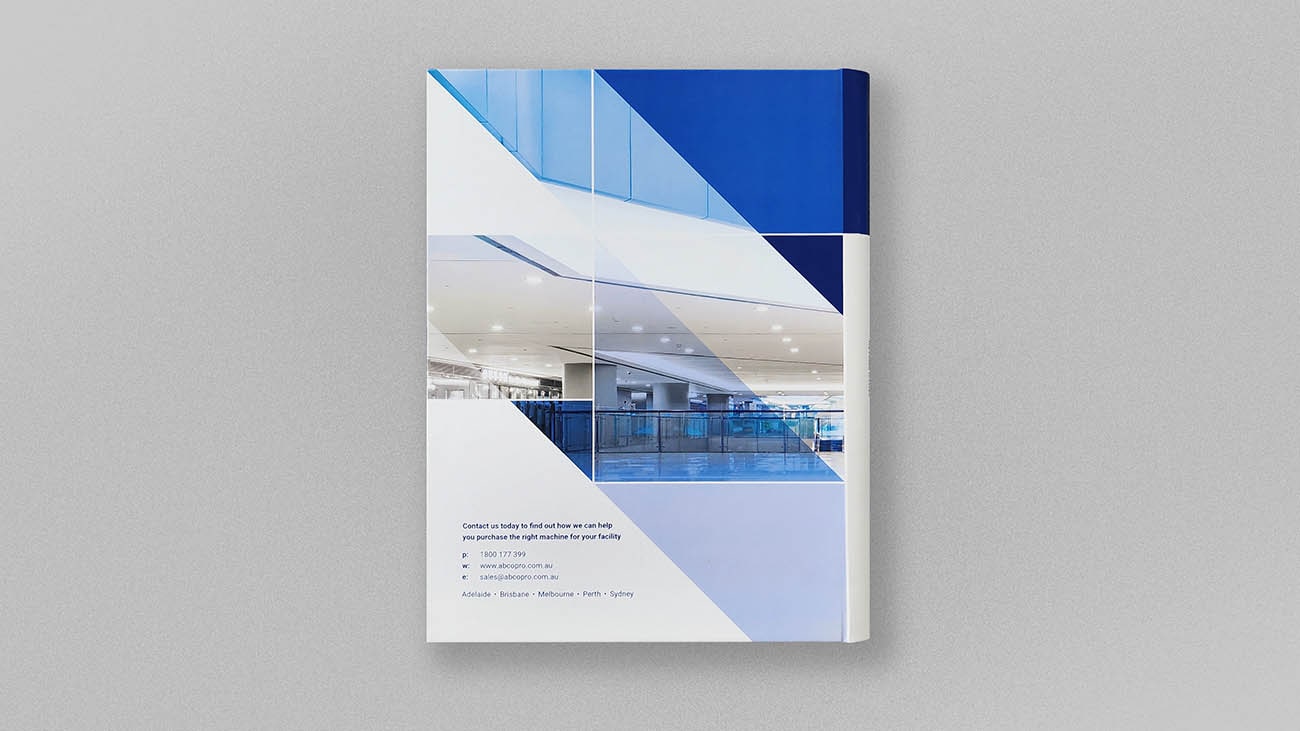 Contact us today to find out how we can help
you purchase the right machine for your facility
p: 1800 177 399
w: www.abcopro.com.au
e: sales@abcopro.com.au
Adelaide • Brisbane • Melbourne • Perth • Sydney